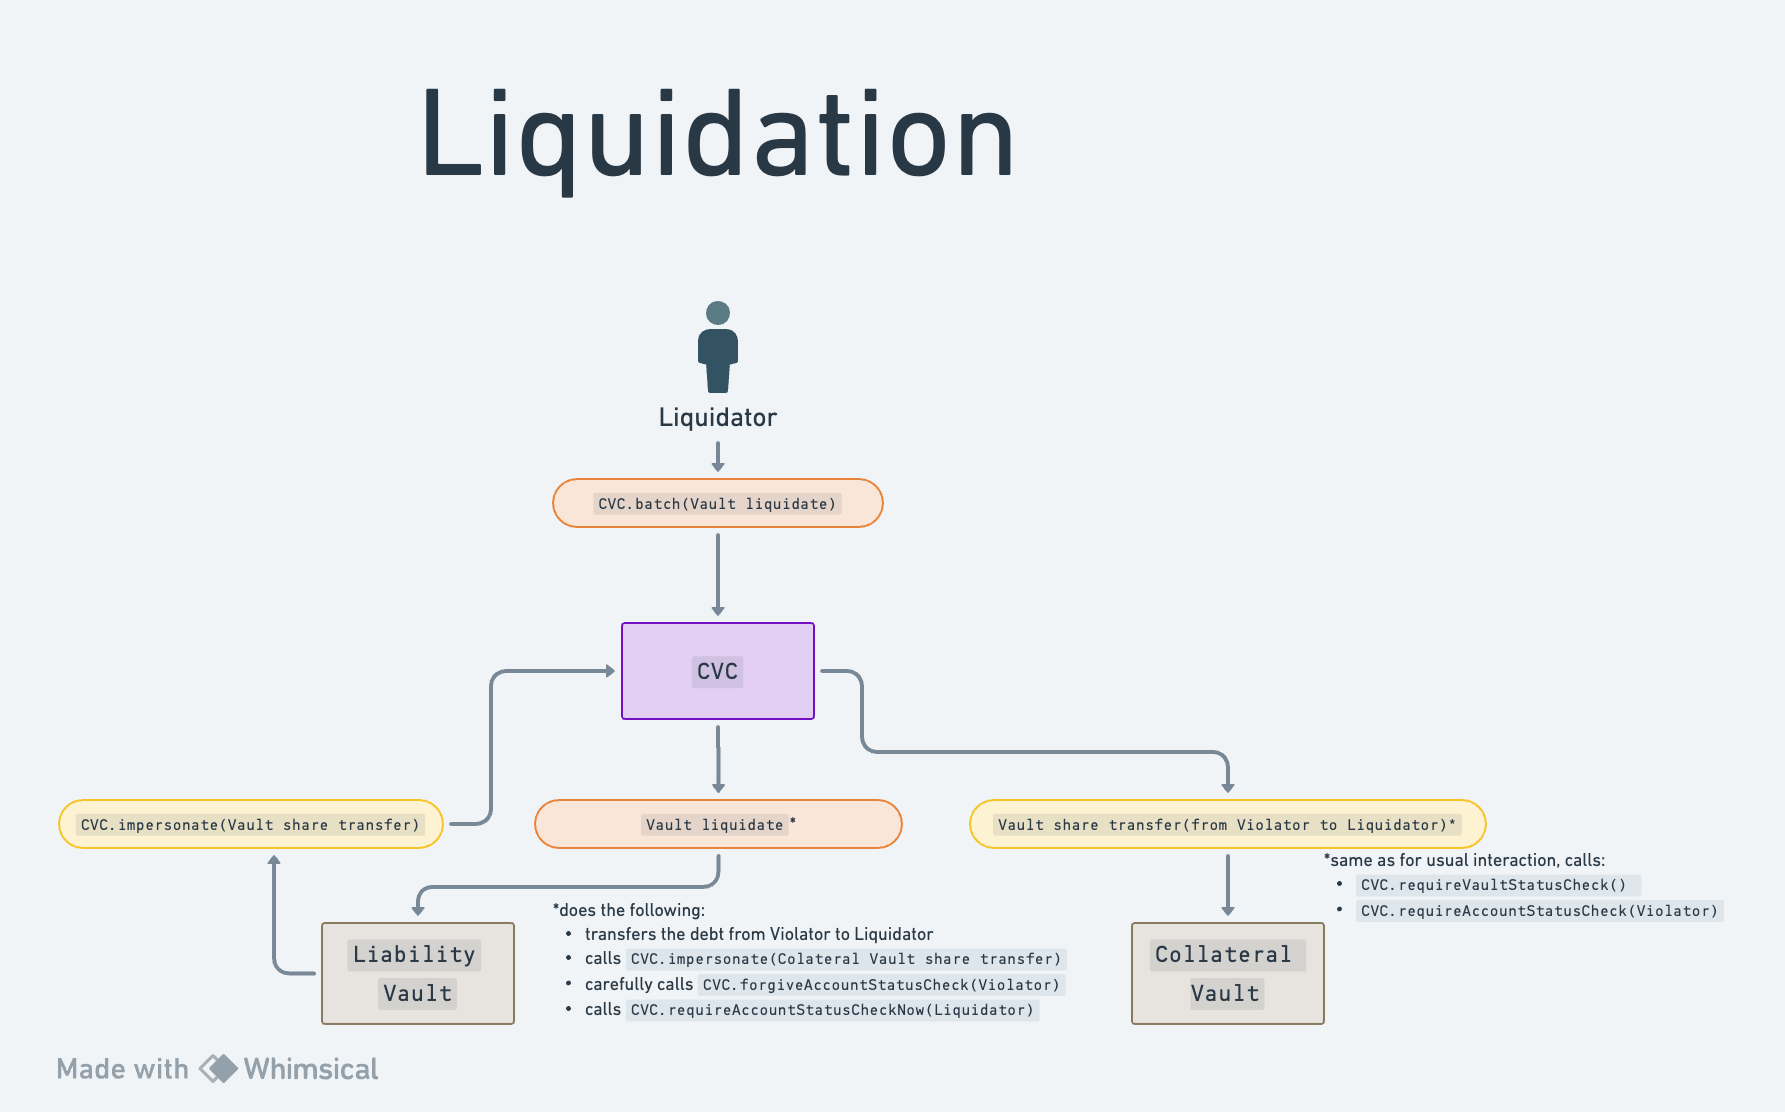 Liquidation
Liquidator
CVC.batch(Vault liquidate)
CVC
CVC.impersonate(Vault share transfer)
Vault liquidate*
Vault share transfer(from Violator to Liquidator)*
*same as for usual interaction, calls:
• CVC.requireVaultStatusCheck()
• CVC.requireAccountStatusCheck(Violator)
Liability
Vault
*does the following:
• transfers the debt from Violator to Liquidator
• calls CVC.impersonate(Colateral Vault share transfer)
• carefully calls CVC.forgiveAccountStatusCheck(Violator)
• calls CVC.requireAccountStatusCheckNow(Liquidator)
Collateral
Vault
Made with Whimsical